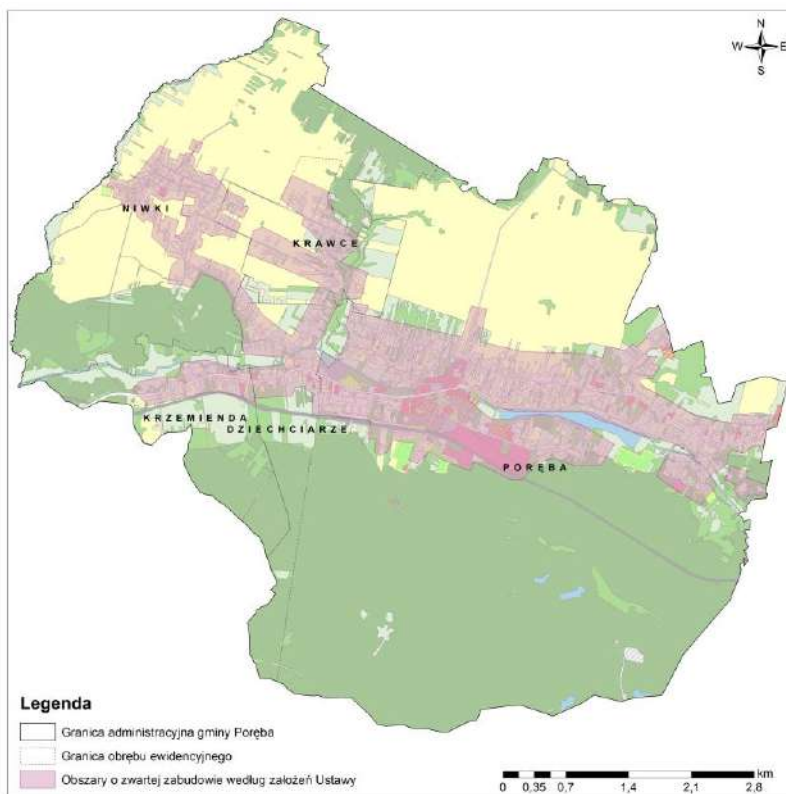 N
W E
S
NIWKI
KRAWCE
KRZEMIENDA
DZIECHCIARZE
PORĘBA
Legenda
Granica administracyjna gminy Poręba
Granica obrębu ewidencyjnego
Obszary o zwartej zabudowie według założeń Ustawy
km
0 0,35 0,7 1,4 2,1 2,8